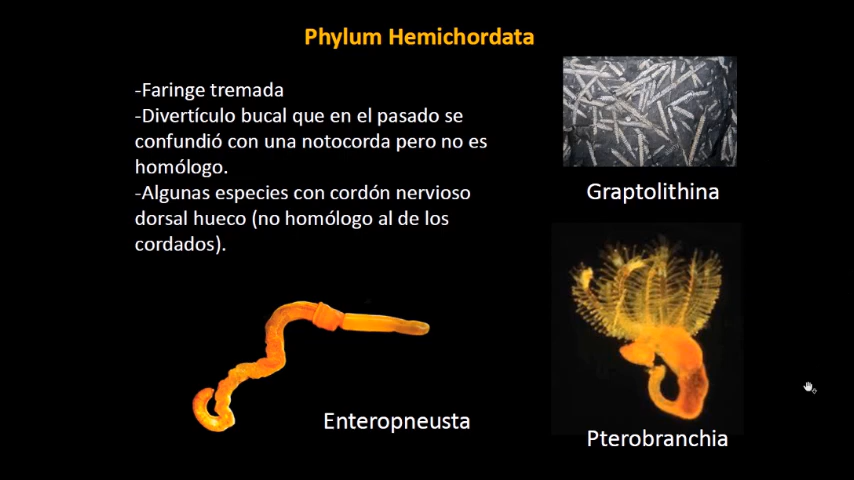 Phylum Hemichordata
-Faringe tremada
-Divertículo bucal que en el pasado se
confundió con una notocorda pero no es
homólogo.
-Algunas especies con cordón nervioso
dorsal hueco (no homólogo al de los
cordados).
Graptolithina
Enteropneusta
Pterobranchia